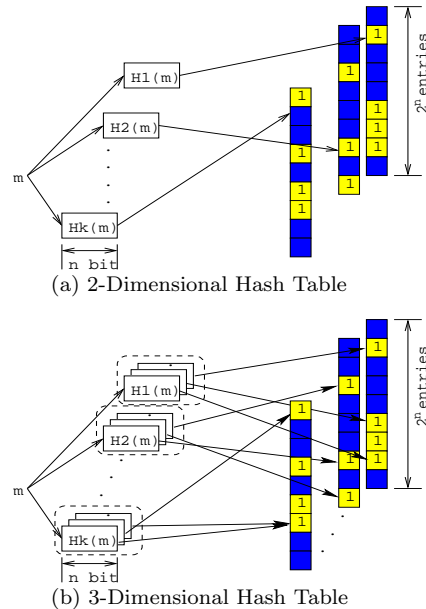 1
H1(m)
1
1
H2(m)
1
1
1
1
1
1
1
m
1
1
Hk(m)
n bit
2^n entries
(a) 2-Dimensional Hash Table
1
1
H1(m)
1
1
H2(m)
1
1
1
1
1
m
1
1
Hk(m)
n bit
2^n entries
(b) 3-Dimensional Hash Table